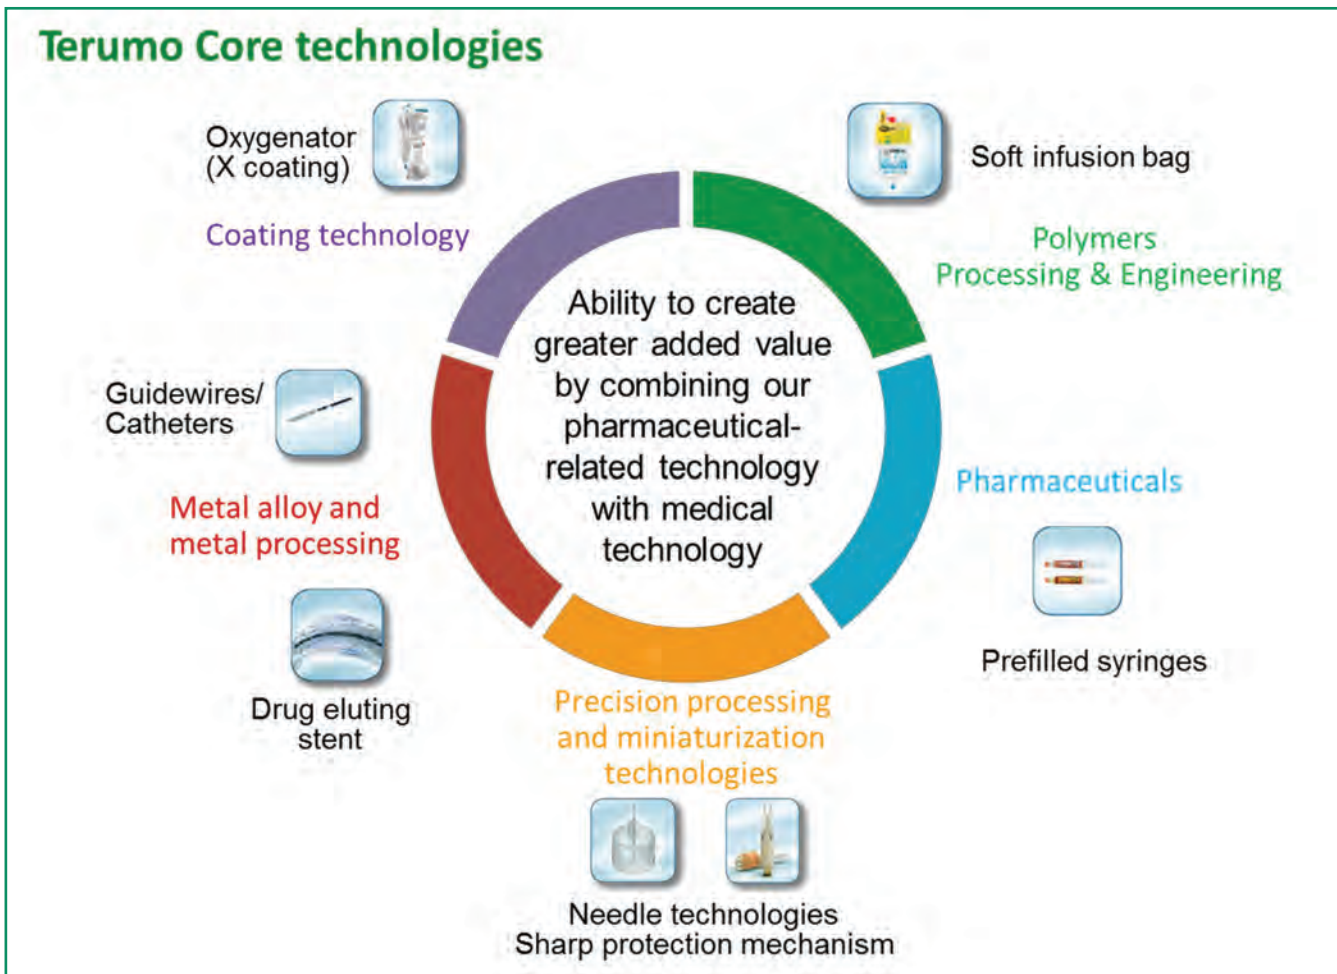 Terumo Core technologies
Oxygenator
(X coating)
Coating technology
Soft infusion bag
Polymers
Processing & Engineering
Ability to create
greater added value
by combining our
pharmaceutical-
related technology
with medical
technology
Guidewires/
Catheters
Metal alloy and
metal processing
Drug eluting
stent
Pharmaceuticals
Prefilled syringes
Precision processing
and miniaturization
technologies
Needle technologies
Sharp protection mechanism